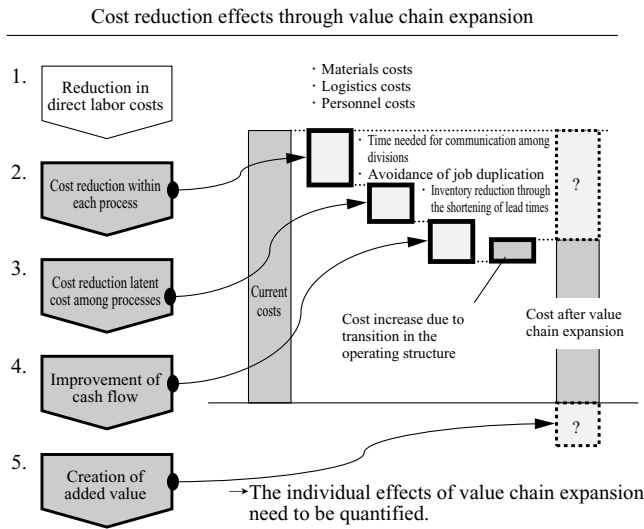 Cost reduction effects through value chain expansion
1.
Reduction in
direct labor costs
2.
Cost reduction within
each process
3.
Cost reduction latent
cost among processes
4.
Improvement of
cash flow
5.
Creation of
added value
・Materials costs
・Logistics costs
・Personnel costs
・Time needed for communication among
divisions
・Avoidance of job duplication
・Inventory reduction through
the shortening of lead times
?
Current
costs
Cost increase due to
transition in the
operating structure
Cost after value
chain expansion
?
→The individual effects of value chain expansion
need to be quantified.